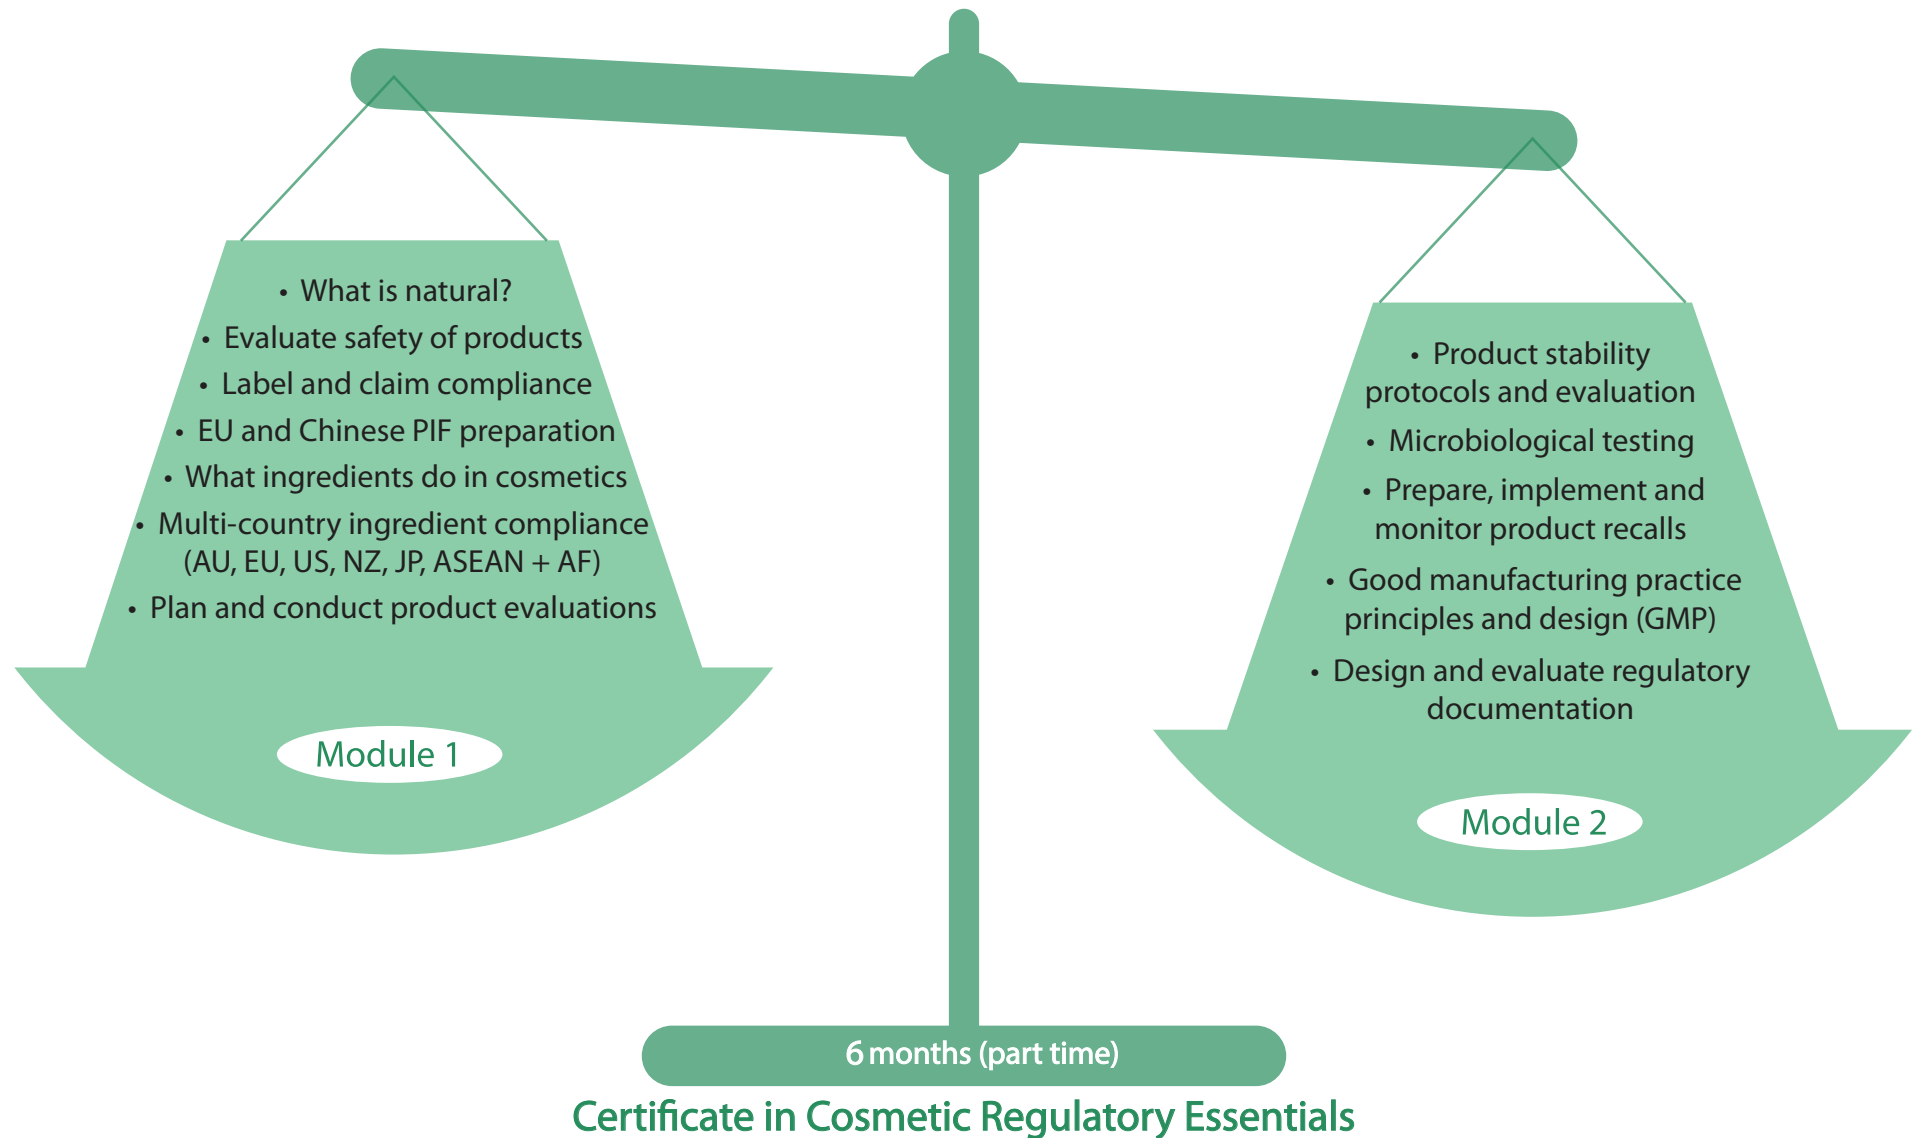 • What is natural?
• Evaluate safety of products
• Label and claim compliance
• EU and Chinese PIF preparation
• What ingredients do in cosmetics
• Multi-country ingredient compliance
(AU, EU, US, NZ, JP, ASEAN + AF)
• Plan and conduct product evaluations
Module 1
• Product stability
protocols and evaluation
• Microbiological testing
• Prepare, implement and
monitor product recalls
• Good manufacturing practice
principles and design (GMP)
• Design and evaluate regulatory
documentation
Module 2
6 months (part time)
Certificate in Cosmetic Regulatory Essentials